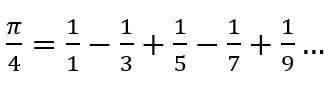 π/4 = 1/1 − 1/3 + 1/5 − 1/7 + 1/9 ...